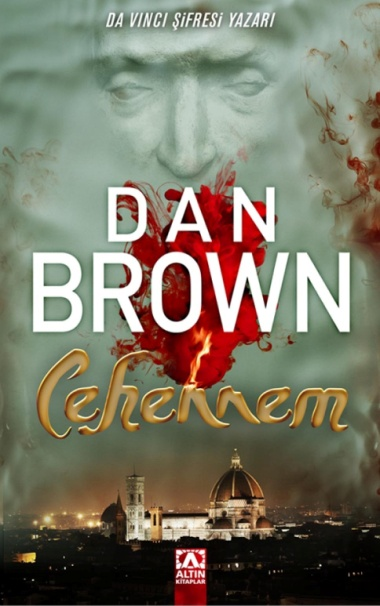 DA VINCI ŞİFRESİ YAZARI
DAN
BROWN
Cehennem
ALTIN
KİTAPLAR